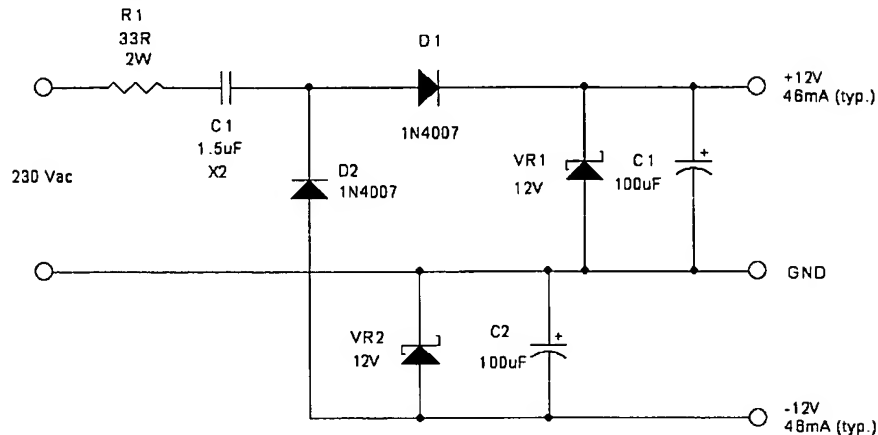 R1
33R
2W
D1
+12V
46mA (typ.)
C1
1.5uF
X2
1N4007
D2
1N4007
VR1
12V
C1
+
100uF
230 Vac
GND
VR2
12V
C2
+
100uF
-12V
46mA (typ.)